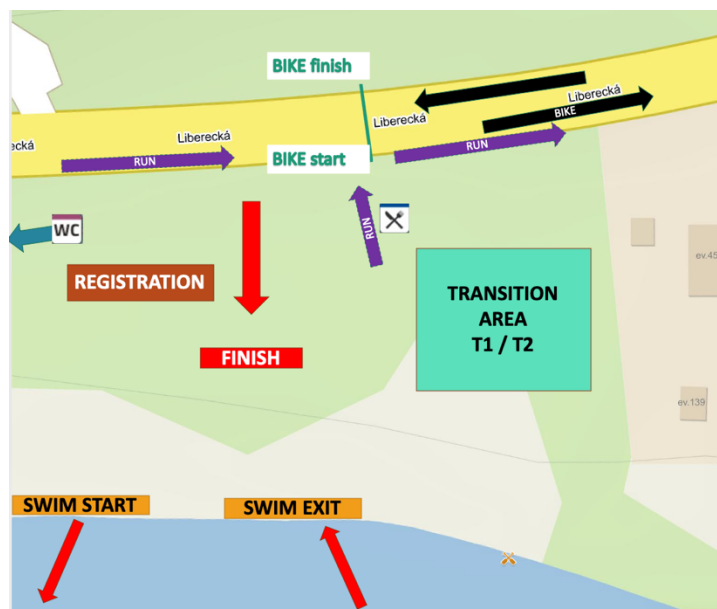 BIKE finish
Liberecká
BIKE
Liberecká
ecká
Liberecká
RUN
BIKE start
RUN
RUN
WC
REGISTRATION
TRANSITION
AREA
T1 / T2
ev.45
FINISH
ev.139
SWIM START
SWIM EXIT